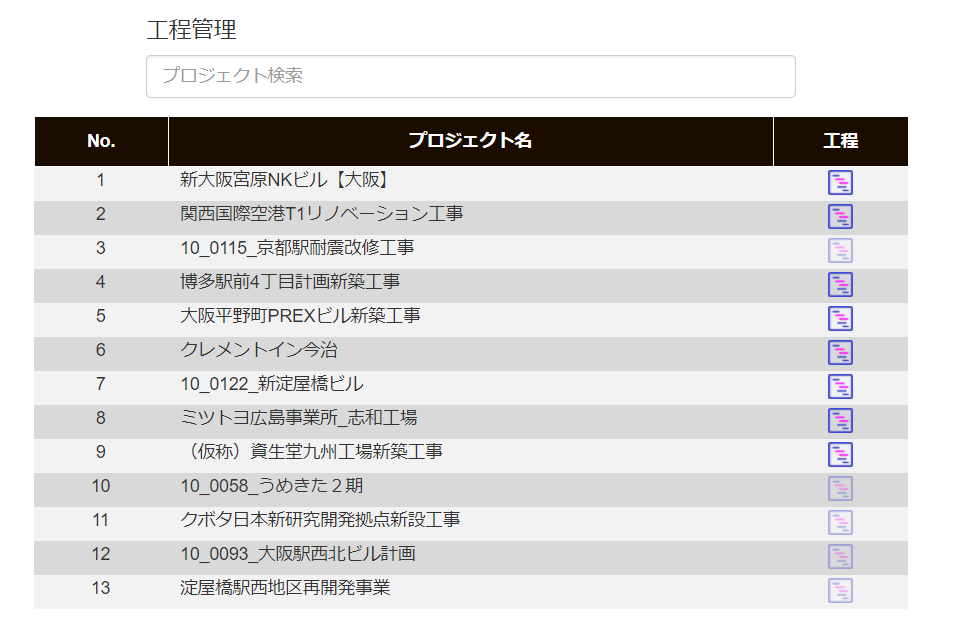 工程管理
プロジェクト検索
No. プロジェクト名 工程
1 新大阪宮原NKビル【大阪】
2 関西国際空港T1リノベーション工事
3 10_0115_京都駅耐震改修工事
4 博多駅前4丁目計画新築工事
5 大阪平野町PREXビル新築工事
6 クレメントイン今治
7 10_0122_新淀屋橋ビル
8 ミツトヨ広島事業所_志和工場
9 （仮称）資生堂九州工場新築工事
10 10_0058_うめきた２期
11 クボタ日本新研究開発拠点新設工事
12 10_0093_大阪駅西北ビル計画
13 淀屋橋駅西地区再開発事業